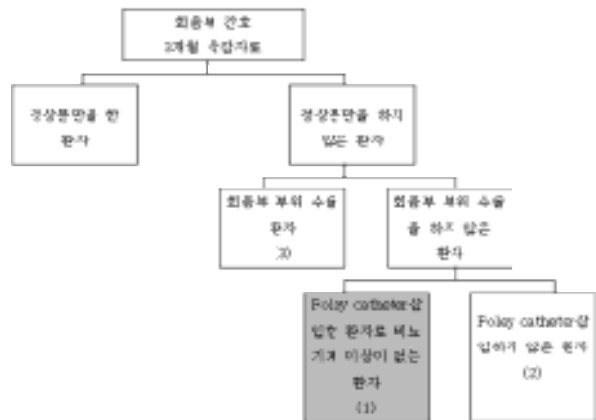 회음부 간호
3개월 수납자료
정상분만을 한
환자
정상분만을 하지
않은 환자
회음부 부위 수술
환자
(3)
회음부 부위 수술
을 하지 않은
환자
Foley catheter삽
입한 환자로 비뇨
기계 이상이 없는
환자
(1)
Foley catheter삽
입하지 않은 환자
(2)